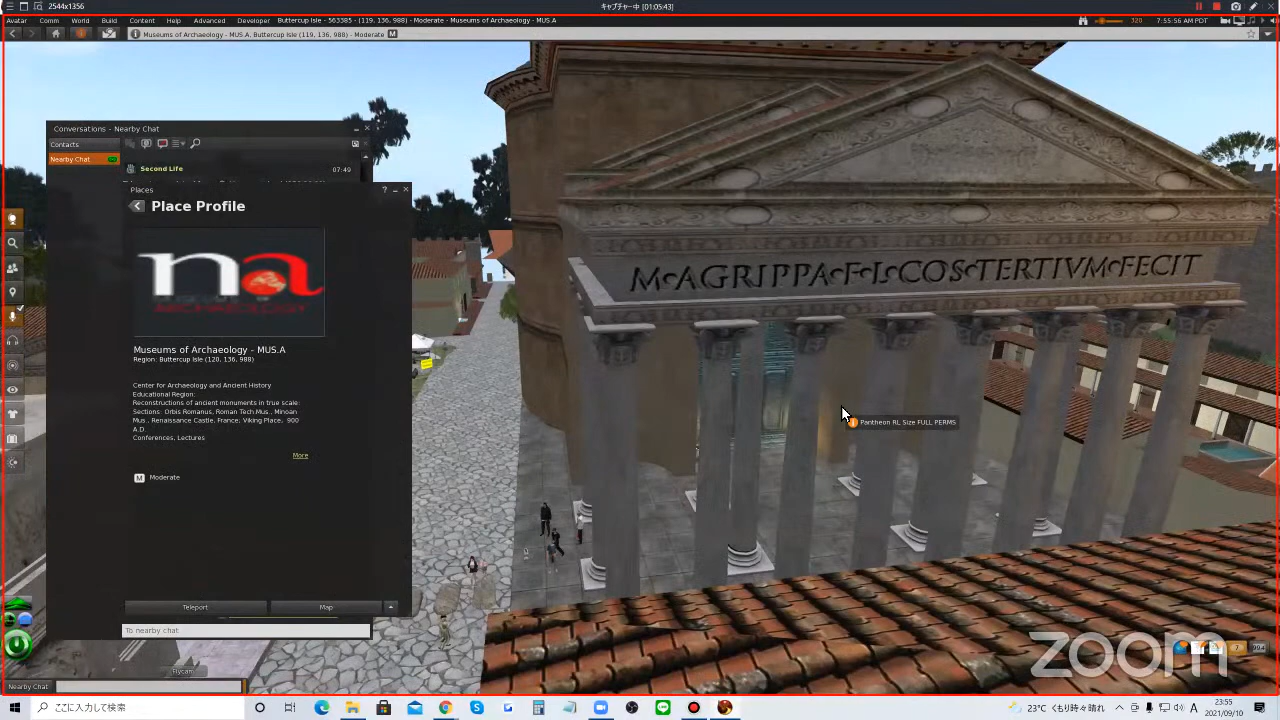 2544x1356
キャプチャー中 [01:05:43]
Avatar Comm World Build Content Help Advanced Developer Buttercup Isle - 563385 - (119, 136, 988) - Moderate - Museums of Archaeology - MUS.A
320 7:55:56 AM PDT
Museums of Archaeology - MUS.A, Buttercup Isle (119, 136, 988) - Moderate M
Conversations - Nearby Chat
Contacts
Nearby Chat
Second Life 07:49
Places
Place Profile
na
ARCHAEOLOGY
Museums of Archaeology - MUS.A
Region: Buttercup Isle (120, 136, 988)
Center for Archaeology and Ancient History
Educational Region:
Reconstructions of ancient monuments in true scale:
Sections: Orbis Romanus, Roman Tech.Mus., Minoan
Mus., Renaissance Castle, France; Viking Place, 900
A.D.
Conferences, Lectures
More
M Moderate
Teleport Map
To nearby chat
Flycam
Nearby Chat
M·AGRIPPA·F·L·COS·TERTIVM·FECIT
Pantheon RL Size FULL PERMS
zoom
ここに入力して検索
23°C くもり時々晴れ
A
23:55
2021/09/10